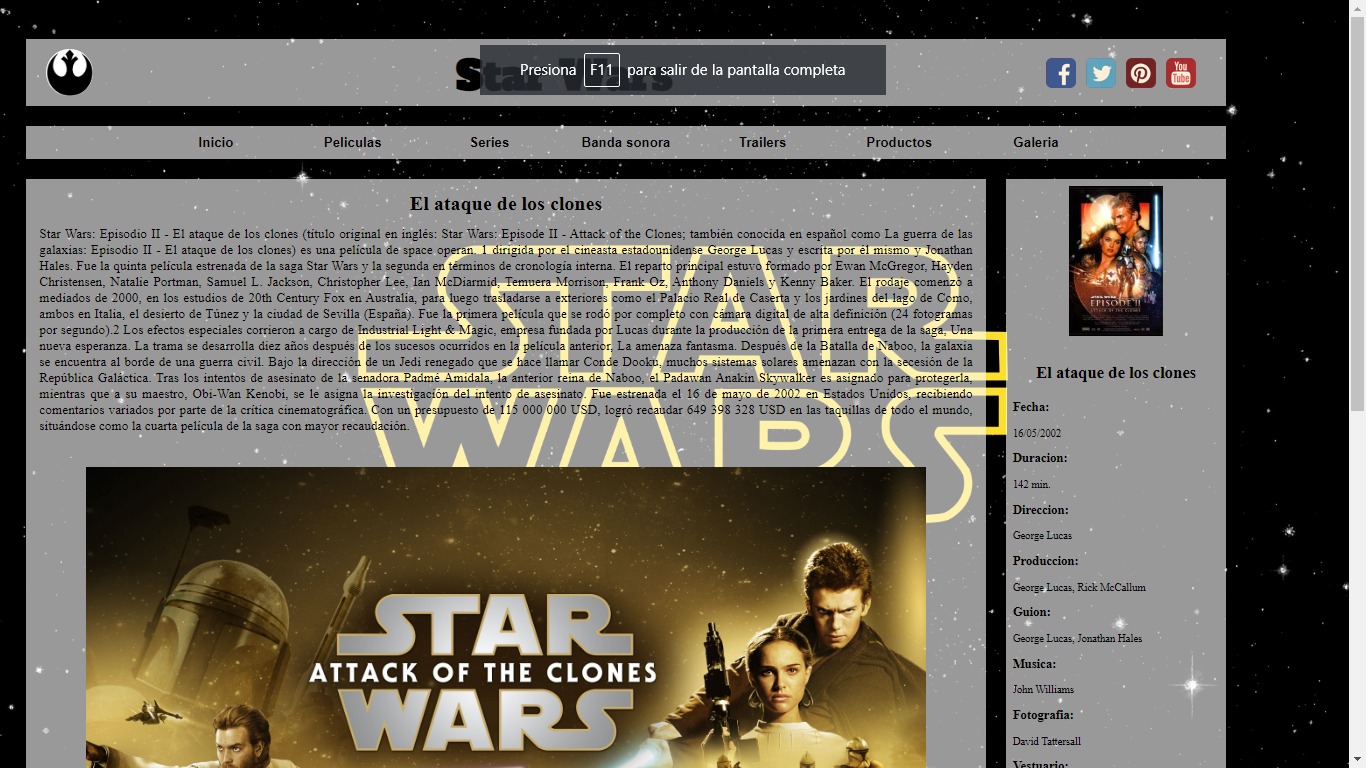 Star Wars
Presiona F11 para salir de la pantalla completa
You
Tube
Inicio Peliculas Series Banda sonora Trailers Productos Galeria
El ataque de los clones
Star Wars: Episodio II - El ataque de los clones (título original en inglés: Star Wars: Episode II - Attack of the Clones; también conocida en español como La guerra de las
galaxias: Episodio II - El ataque de los clones) es una película de space operan. 1 dirigida por el cineasta estadounidense George Lucas y escrita por él mismo y Jonathan
Hales. Fue la quinta película estrenada de la saga Star Wars y la segunda en términos de cronología interna. El reparto principal estuvo formado por Ewan McGregor, Hayden
Christensen, Natalie Portman, Samuel L. Jackson, Christopher Lee, Ian McDiarmid, Temuera Morrison, Frank Oz, Anthony Daniels y Kenny Baker. El rodaje comenzó a
mediados de 2000, en los estudios de 20th Century Fox en Australia, para luego trasladarse a exteriores como el Palacio Real de Caserta y los jardines del lago de Como,
ambos en Italia, el desierto de Túnez y la ciudad de Sevilla (España). Fue la primera película que se rodó por completo con cámara digital de alta definición (24 fotogramas
por segundo).2 Los efectos especiales corrieron a cargo de Industrial Light & Magic, empresa fundada por Lucas durante la producción de la primera entrega de la saga, Una
nueva esperanza. La trama se desarrolla diez años después de los sucesos ocurridos en la película anterior, La amenaza fantasma. Después de la Batalla de Naboo, la galaxia
se encuentra al borde de una guerra civil. Bajo la dirección de un Jedi renegado que se hace llamar Conde Dooku, muchos sistemas solares amenazan con la secesión de la
República Galáctica. Tras los intentos de asesinato de la senadora Padmé Amidala, la anterior reina de Naboo, el Padawan Anakin Skywalker es asignado para protegerla,
mientras que a su maestro, Obi-Wan Kenobi, se le asigna la investigación del intento de asesinato. Fue estrenada el 16 de mayo de 2002 en Estados Unidos, recibiendo
comentarios variados por parte de la crítica cinematográfica. Con un presupuesto de 115 000 000 USD, logró recaudar 649 398 328 USD en las taquillas de todo el mundo,
situándose como la cuarta película de la saga con mayor recaudación.
STAR
WARS
STAR
ATTACK OF THE CLONES
WARS
STAR WARS
EPISODE II
ATTACK OF THE CLONES
El ataque de los clones
Fecha:
16/05/2002
Duracion:
142 min.
Direccion:
George Lucas
Produccion:
George Lucas, Rick McCallum
Guion:
George Lucas, Jonathan Hales
Musica:
John Williams
Fotografia:
David Tattersall
Vestuario: